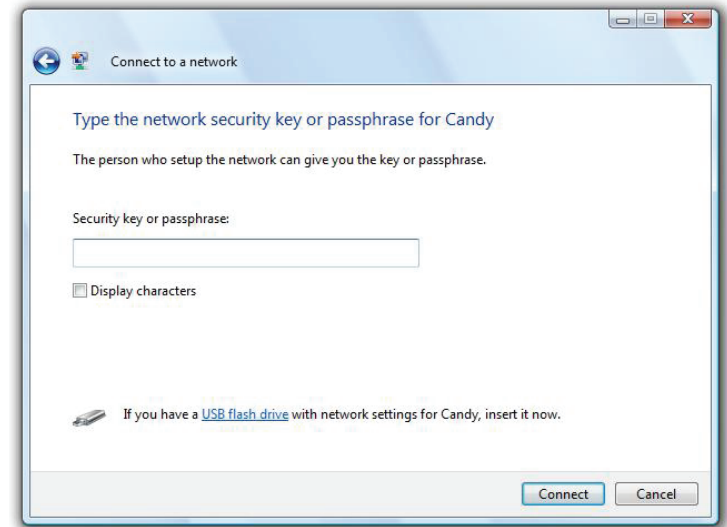 Connect to a network
Type the network security key or passphrase for Candy
The person who setup the network can give you the key or passphrase.
Security key or passphrase:
Display characters
If you have a USB flash drive with network settings for Candy, insert it now.
Connect Cancel